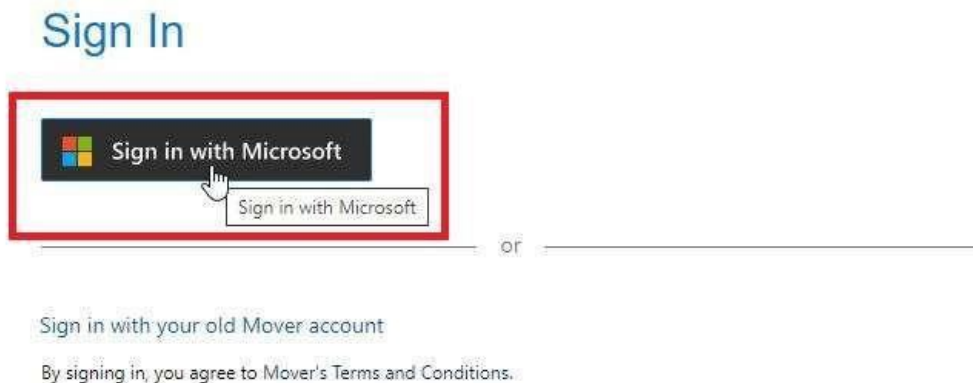 Sign In
Sign in with Microsoft
Sign in with Microsoft
or
Sign in with your old Mover account
By signing in, you agree to Mover's Terms and Conditions.